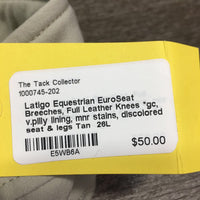 The Tack Collector
1000745-202
Latigo Equestrian EuroSeat
Breeches, Full Leather Knees *gc,
v.pilly lining, mnr stains, discolored
seat & legs Tan 26L
$50.00
E5WB6A